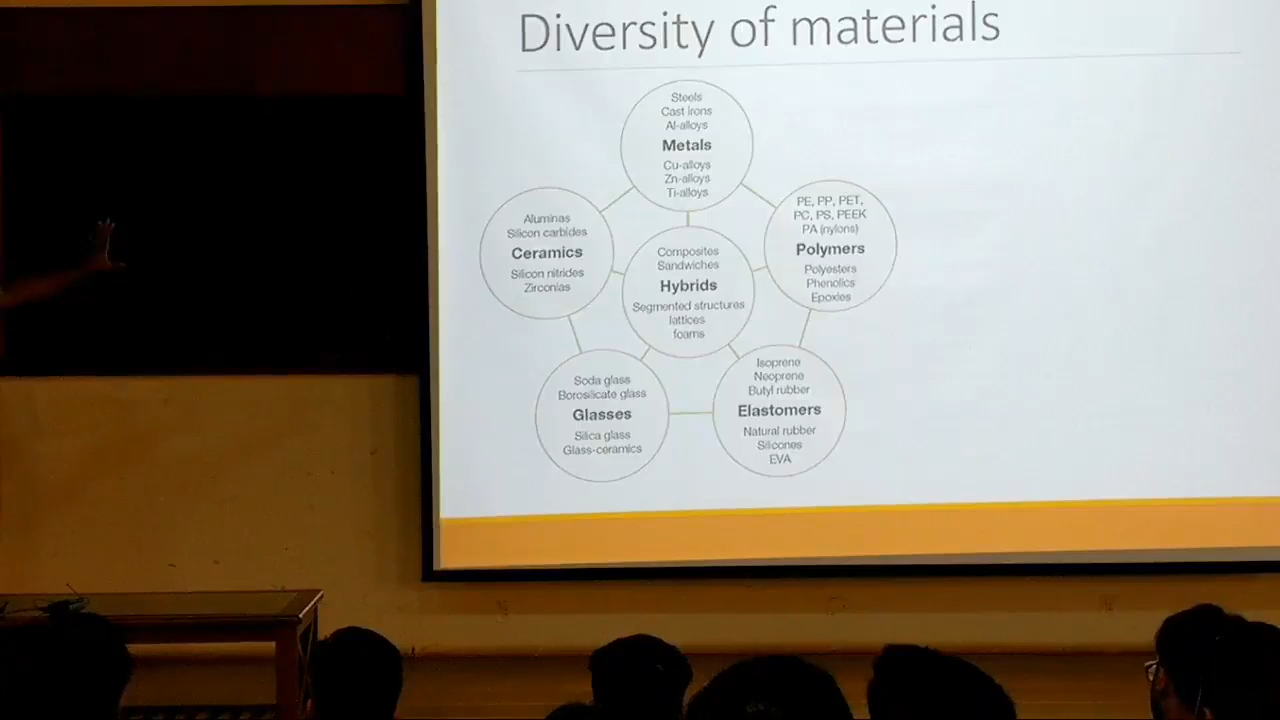 Diversity of materials
Steels
Cast irons
Al-alloys
Metals
Cu-alloys
Zn-alloys
Ti-alloys
Aluminas
Silicon carbides
Ceramics
Silicon nitrides
Zirconias
Composites
Sandwiches
Hybrids
Segmented structures
lattices
foams
PE, PP, PET,
PC, PS, PEEK
PA (nylons)
Polymers
Polyesters
Phenolics
Epoxies
Soda glass
Borosilicate glass
Glasses
Silica glass
Glass-ceramics
Isoprene
Neoprene
Butyl rubber
Elastomers
Natural rubber
Silicones
EVA